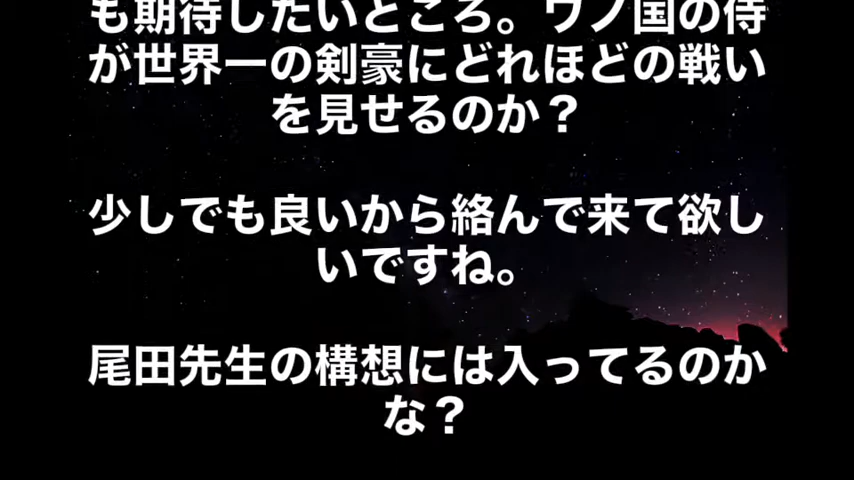 も期待したいところ。ワノ国の侍
が世界一の剣豪にどれほどの戦い
を見せるのか？
少しでも良いから絡んで来て欲し
いですね。
尾田先生の構想には入ってるのか
な？